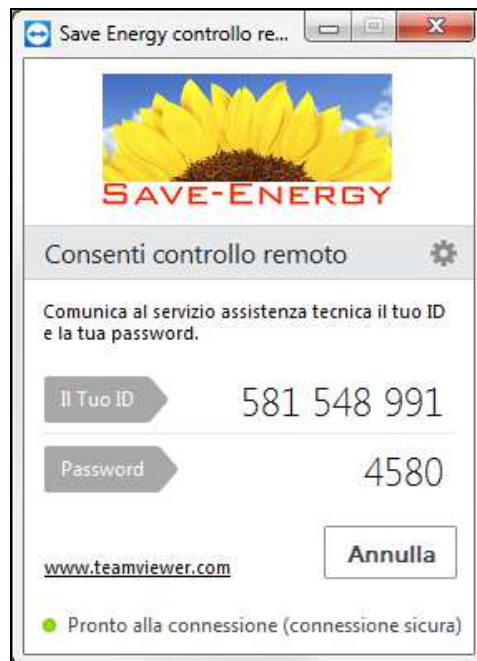 Save Energy controllo re...
SAVE-ENERGY
Consenti controllo remoto
Comunica al servizio assistenza tecnica il tuo ID
e la tua password.
Il Tuo ID 581 548 991
Password 4580
www.teamviewer.com Annulla
Pronto alla connessione (connessione sicura)